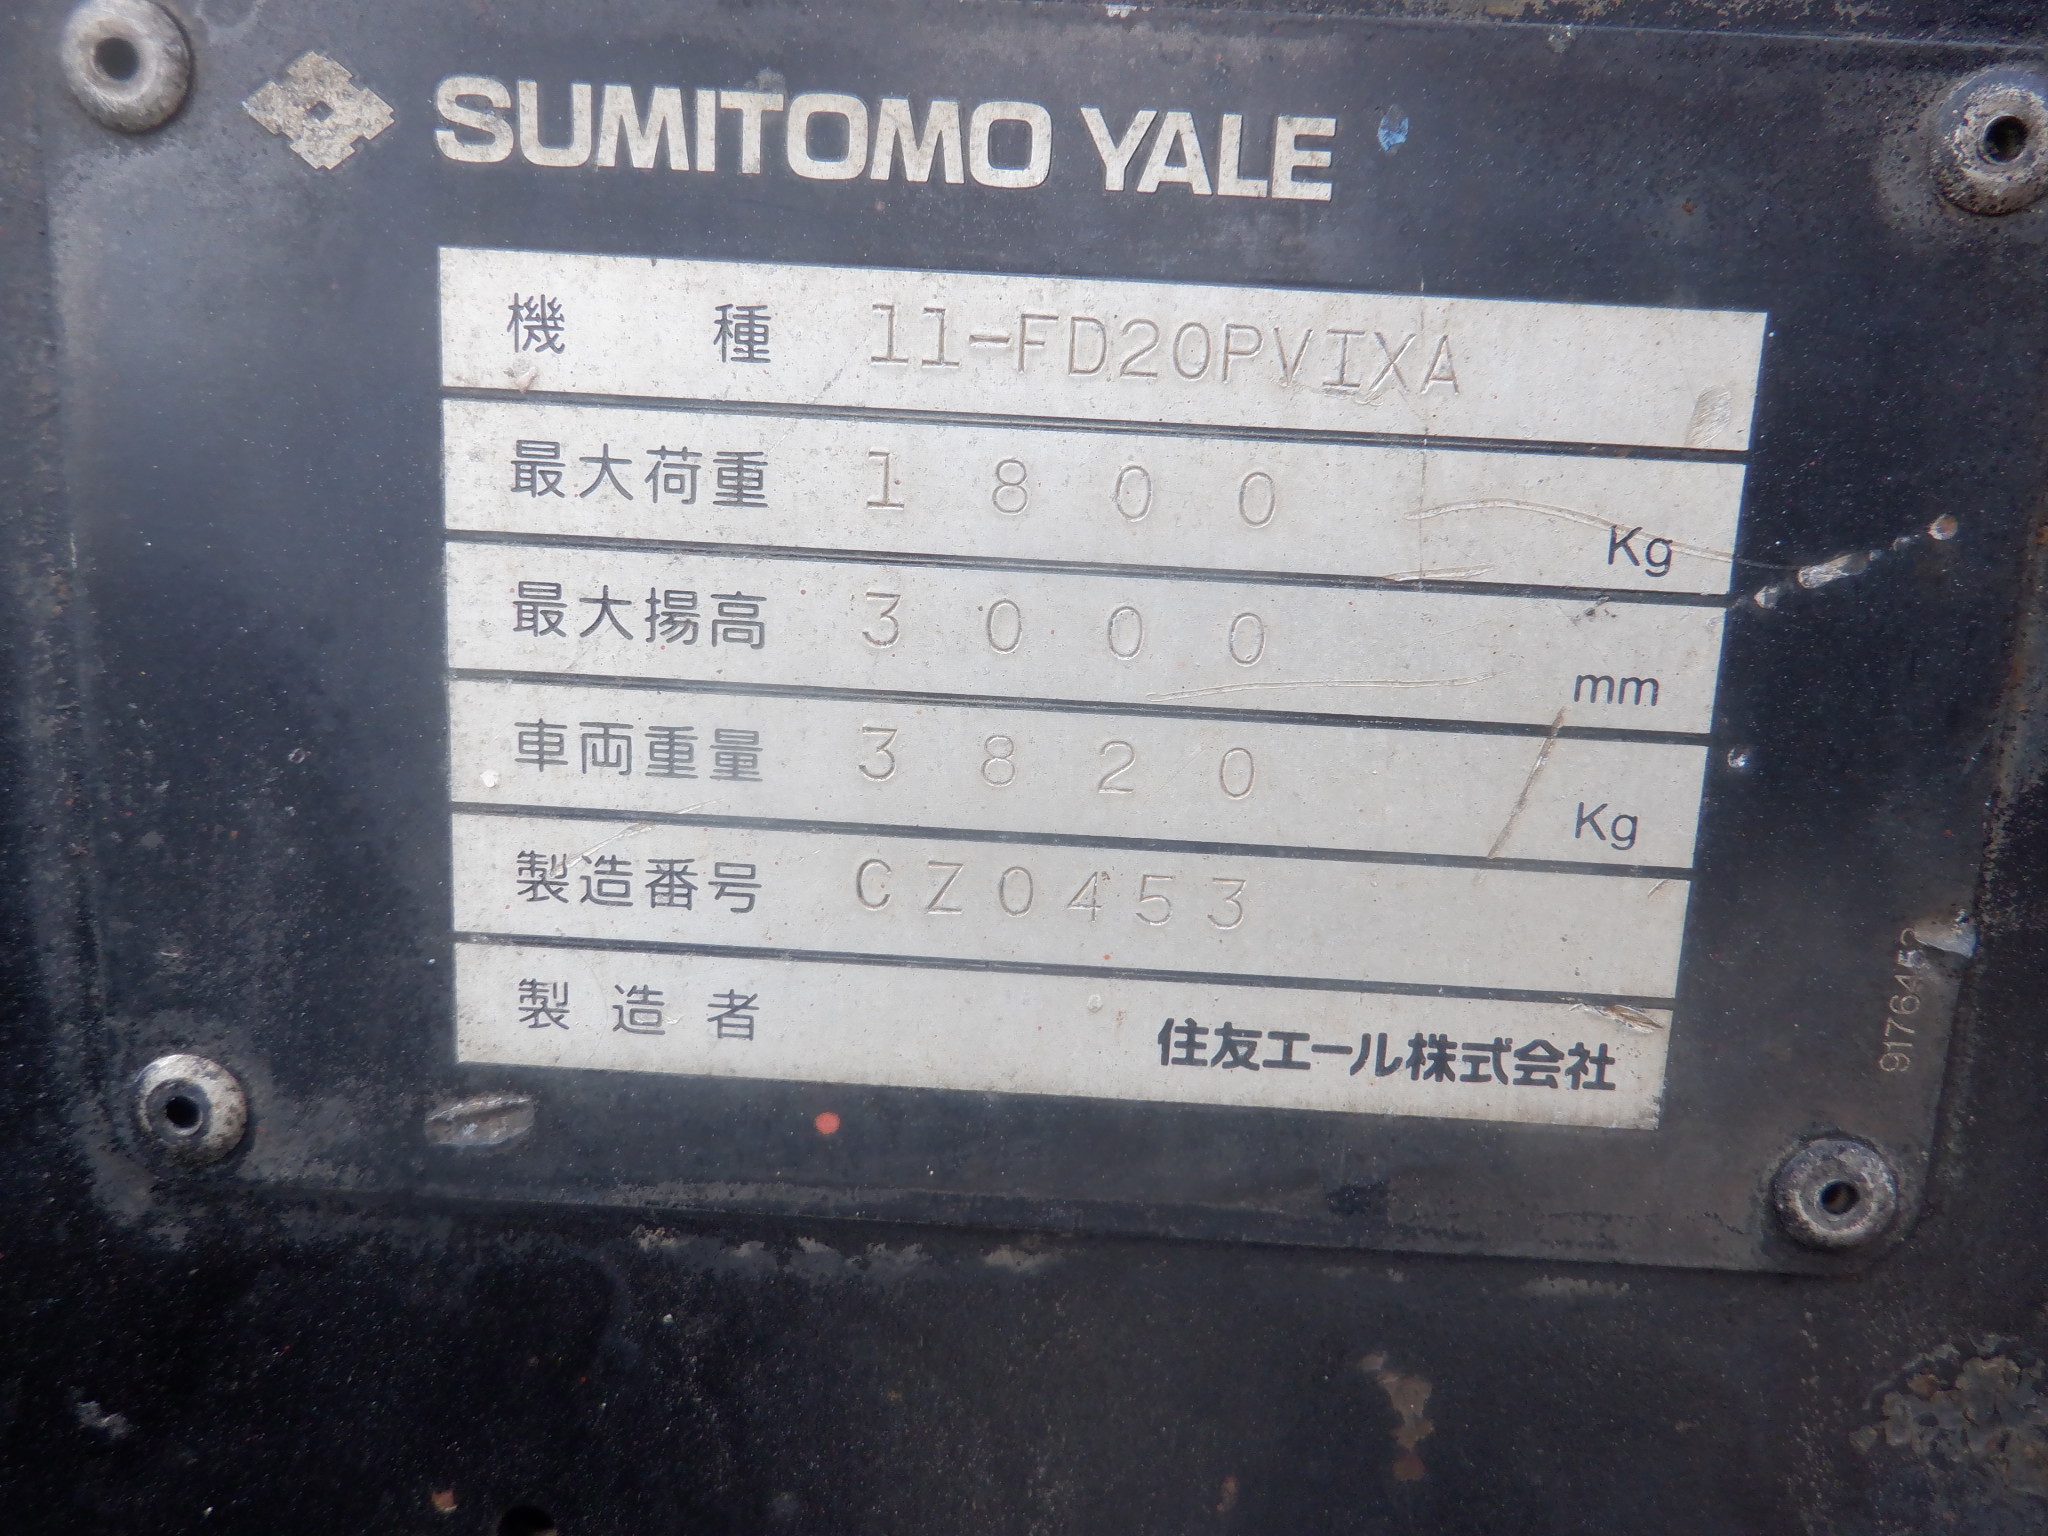 SUMITOMO YALE
機種 11-FD20PVIXA
最大荷重 1800 Kg
最大揚高 3000 mm
車両重量 3820 Kg
製造番号 CZ0453
製造者 住友エール株式会社